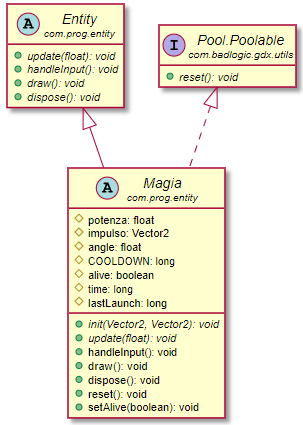 A Entity
com.prog.entity
update(float): void
handleInput(): void
draw(): void
dispose(): void
I Pool.Poolable
com.badlogic.gdx.utils
reset(): void
A Magia
com.prog.entity
potenza: float
impulso: Vector2
angle: float
COOLDOWN: long
alive: boolean
time: long
lastLaunch: long
init(Vector2, Vector2): void
update(float): void
handleInput(): void
draw(): void
dispose(): void
reset(): void
setAlive(boolean): void